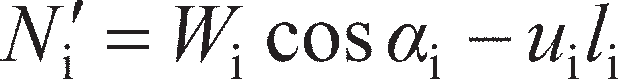 N′ᵢ = Wᵢ cos αᵢ – uᵢlᵢ